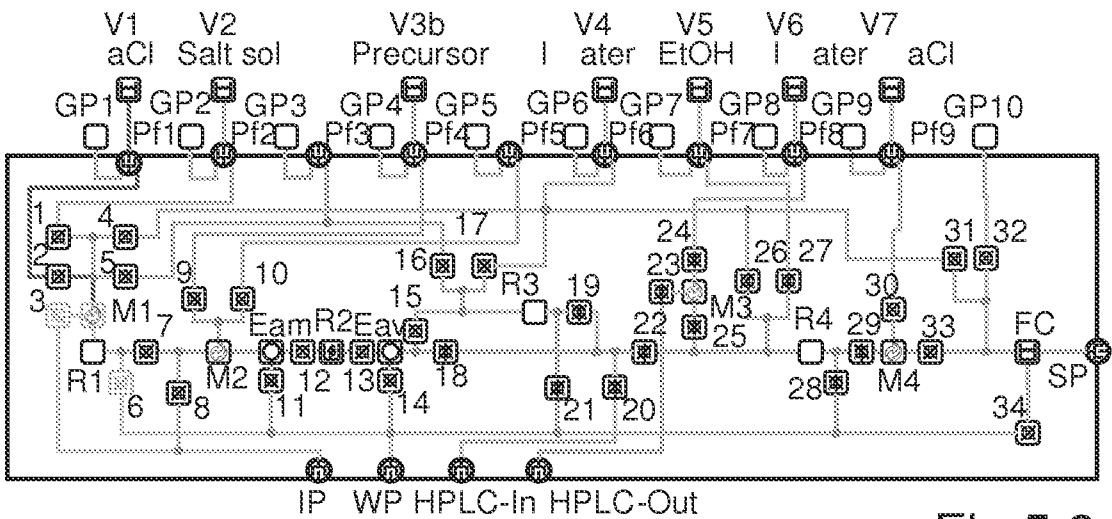 V1 V2 V3b V4 V5 V6 V7
aCl Salt sol Precursor I ater EtOH I ater aCl
GP1 GP2 GP3 GP4 GP5 GP6 GP7 GP8 GP9 GP10
Pf1 Pf2 Pf3 Pf4 Pf5 Pf6 Pf7 Pf8 Pf9
1 4 17 24 31 32
2 5 9 10 16 23 26 27
3 M1 R3 19 M3 30
7 Eam R2 Eav 15 22 25 R4 29 33 FC
R1 M2 12 13 18 M4 SP
6 8 11 14 21 20 28 34
IP WP HPLC-In HPLC-Out